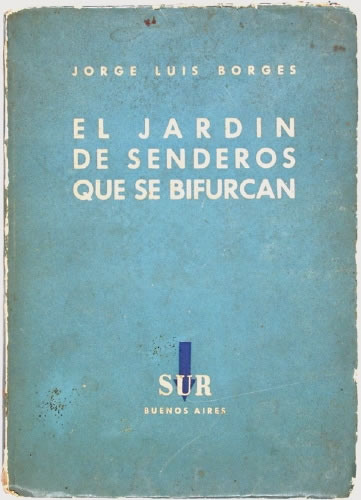 JORGE LUIS BORGES
EL JARDIN
DE SENDEROS
QUE SE BIFURCAN
SUR
BUENOS AIRES